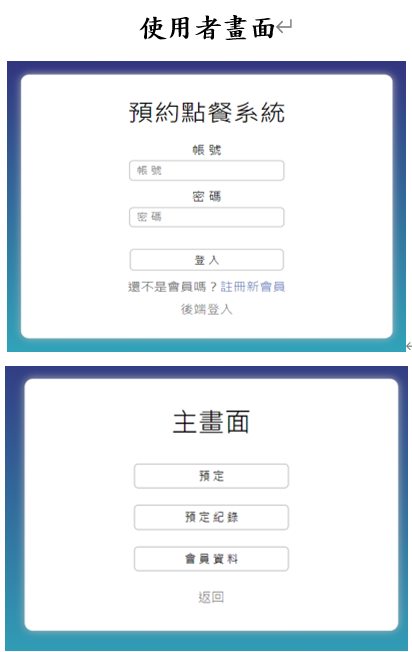 使用者畫面
預約點餐系統
帳號
帳號
密碼
密碼
登入
還不是會員嗎？註冊新會員
後端登入
主畫面
預定
預定紀錄
會員資料
返回